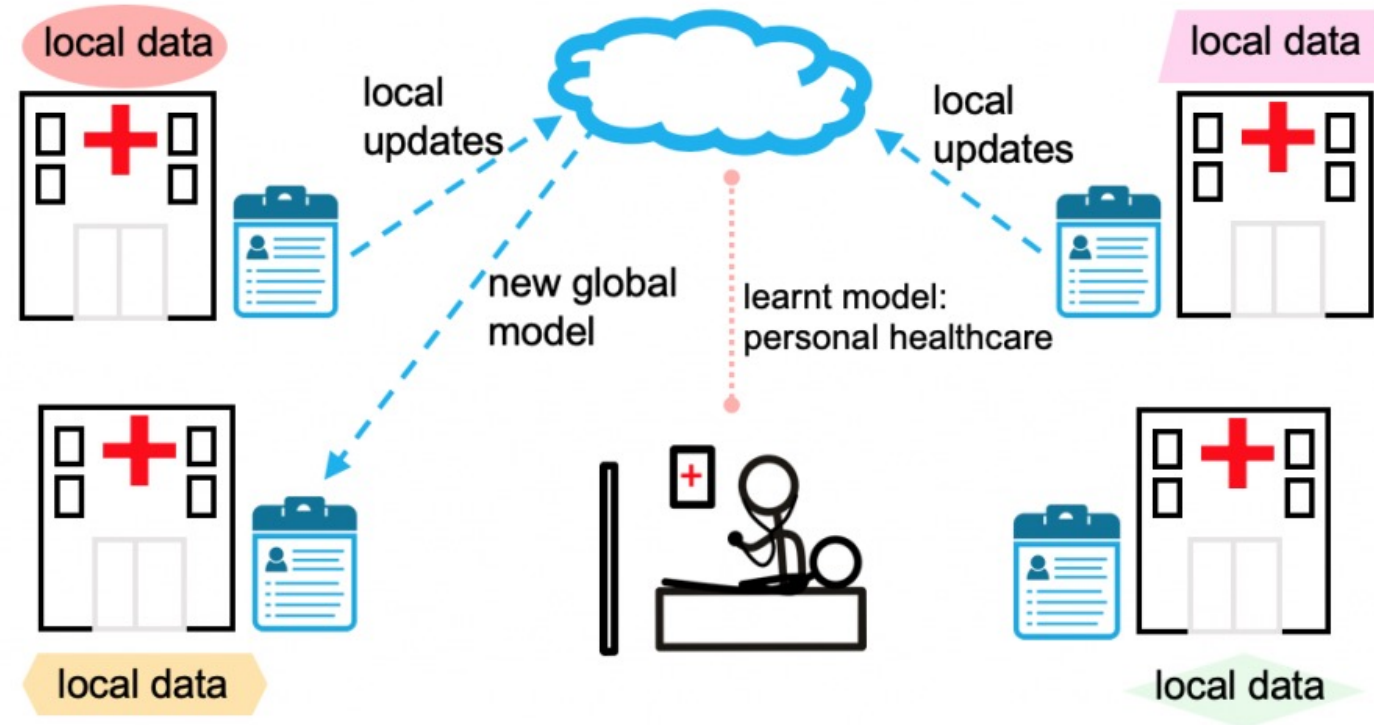 local data
local data
local
updates
local
updates
new global
model
learnt model:
personal healthcare
local data
local data